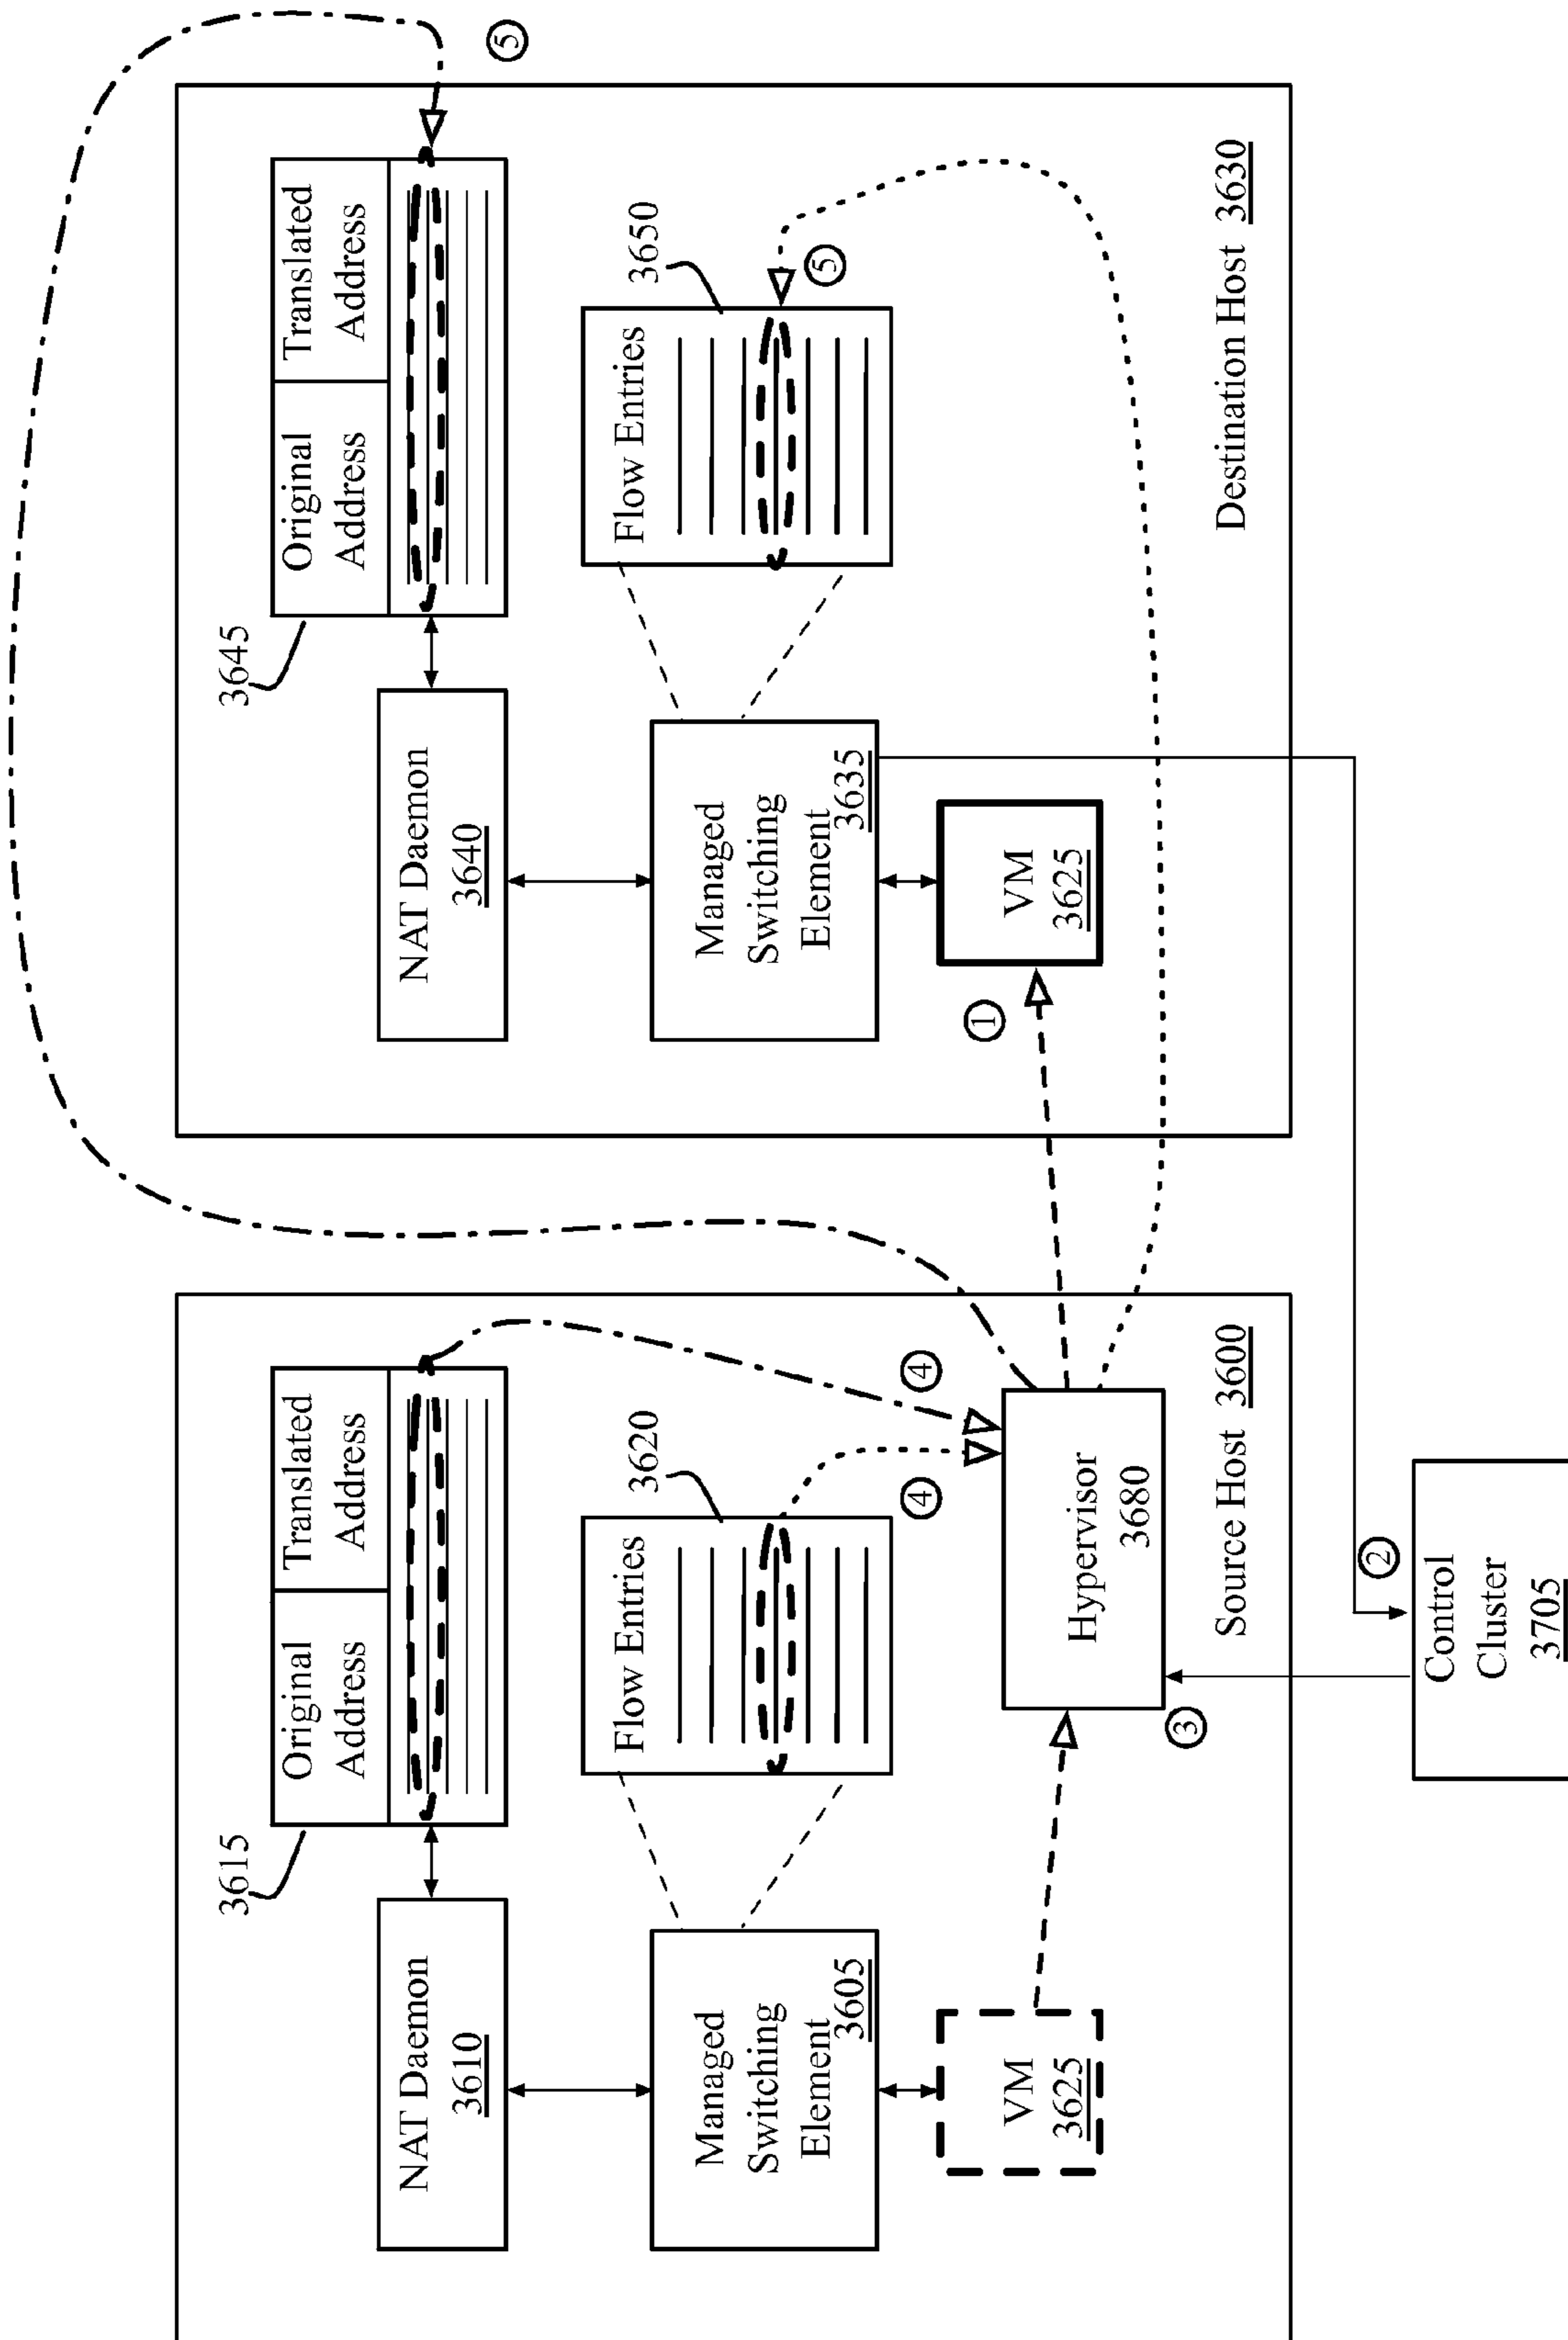 3615
Original
Address
Translated
Address
NAT Daemon
3610
3620
Flow Entries
Managed
Switching
Element
3605
4
4
VM
3625
Hypervisor
3680
3
Source Host 3600
2
Control
Cluster
3705
5
3645
Original
Address
Translated
Address
NAT Daemon
3640
3650
Flow Entries
5
Managed
Switching
Element
3635
1
VM
3625
Destination Host 3630